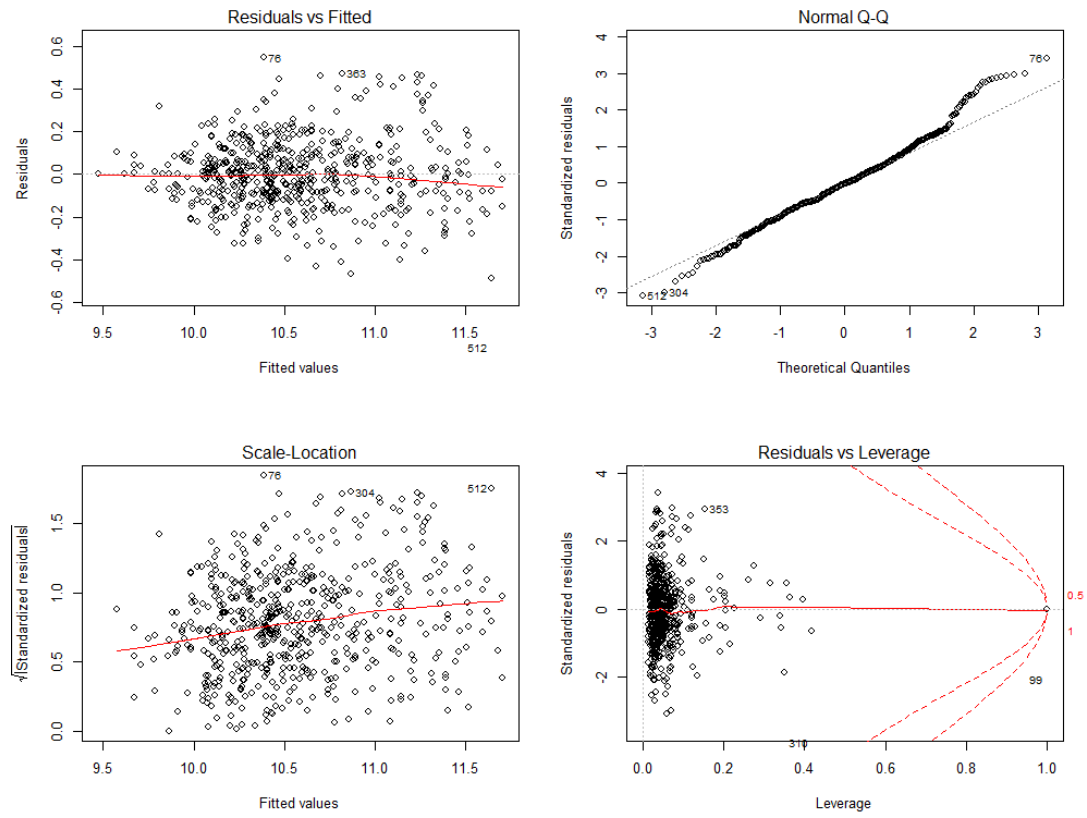 Residuals vs Fitted
Residuals
0.6
0.4
0.2
0.0
-0.2
-0.4
-0.6
76
363
9.5 10.0 10.5 11.0 11.5
512
Fitted values
Normal Q-Q
Standardized residuals
4
3
2
1
0
-1
-2
-3
76
512
304
-3 -2 -1 0 1 2 3
Theoretical Quantiles
Scale-Location
√|Standardized residuals|
1.5
1.0
0.5
0.0
76
304
512
9.5 10.0 10.5 11.0 11.5
Fitted values
Residuals vs Leverage
Standardized residuals
4
2
0
-2
353
0.5
1
99
310
0.0 0.2 0.4 0.6 0.8 1.0
Leverage